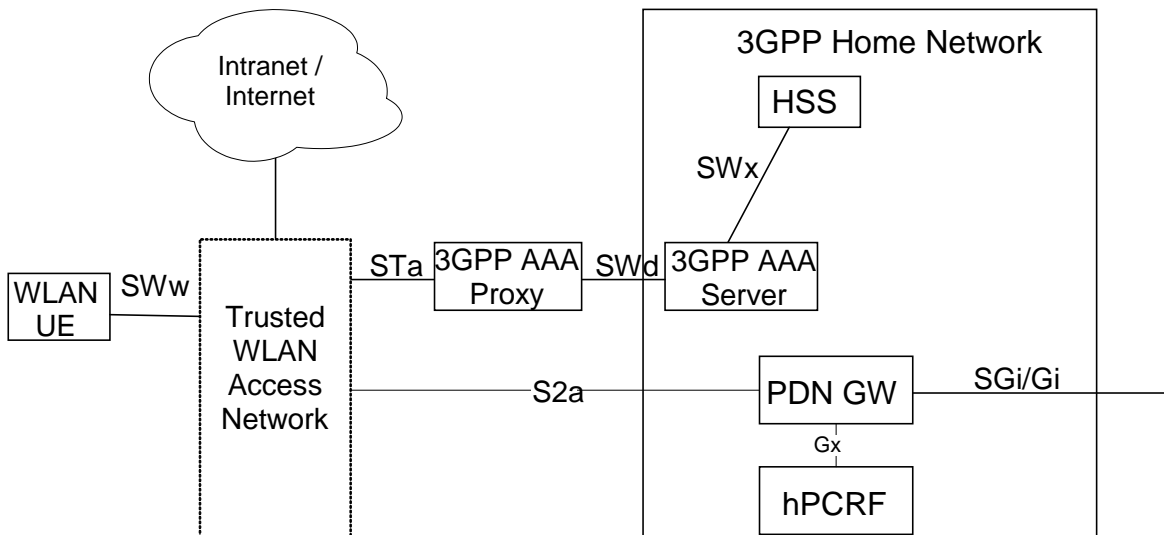 3GPP Home Network
Intranet /
Internet
HSS
SWx
STa
3GPP AAA
Proxy
SWd
3GPP AAA
Server
WLAN
UE
SWw
Trusted
WLAN
Access
Network
S2a
PDN GW
SGi/Gi
Gx
hPCRF